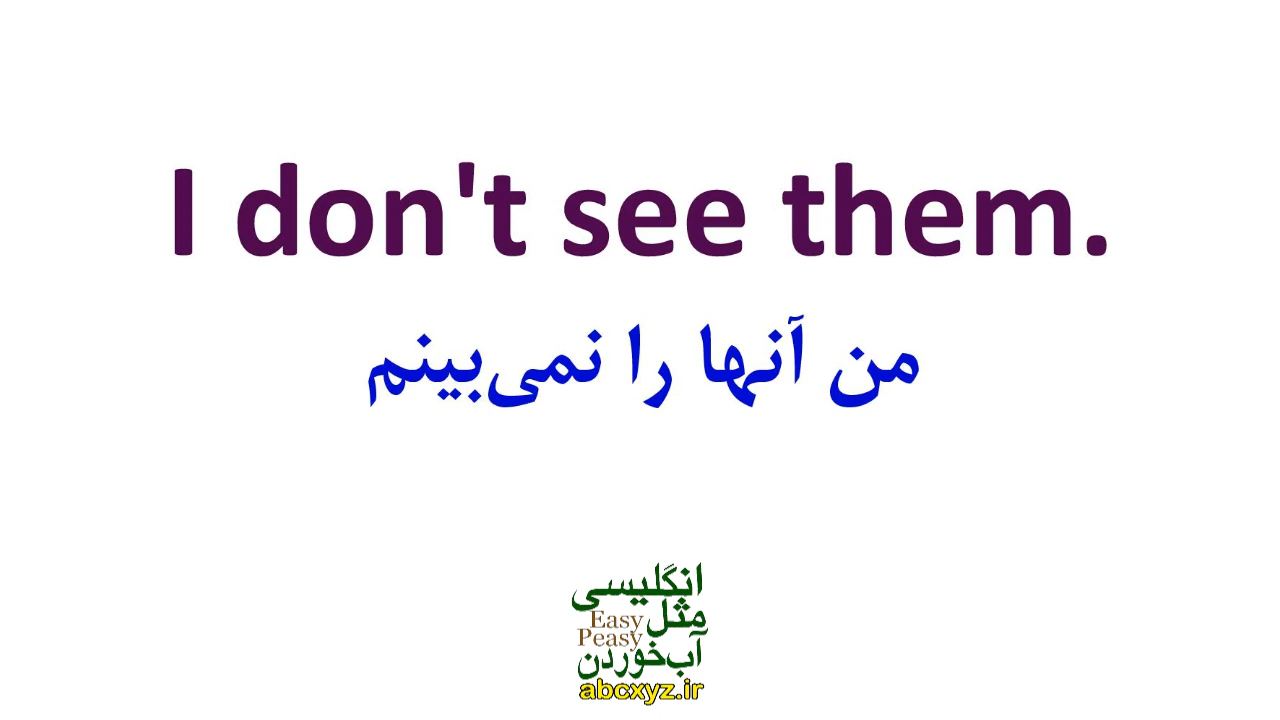 I don't see them.
من آنها را نمی‌بینم
انگلیسی
مثل
Easy
Peasy
آب‌خوردن
abcxyz.ir